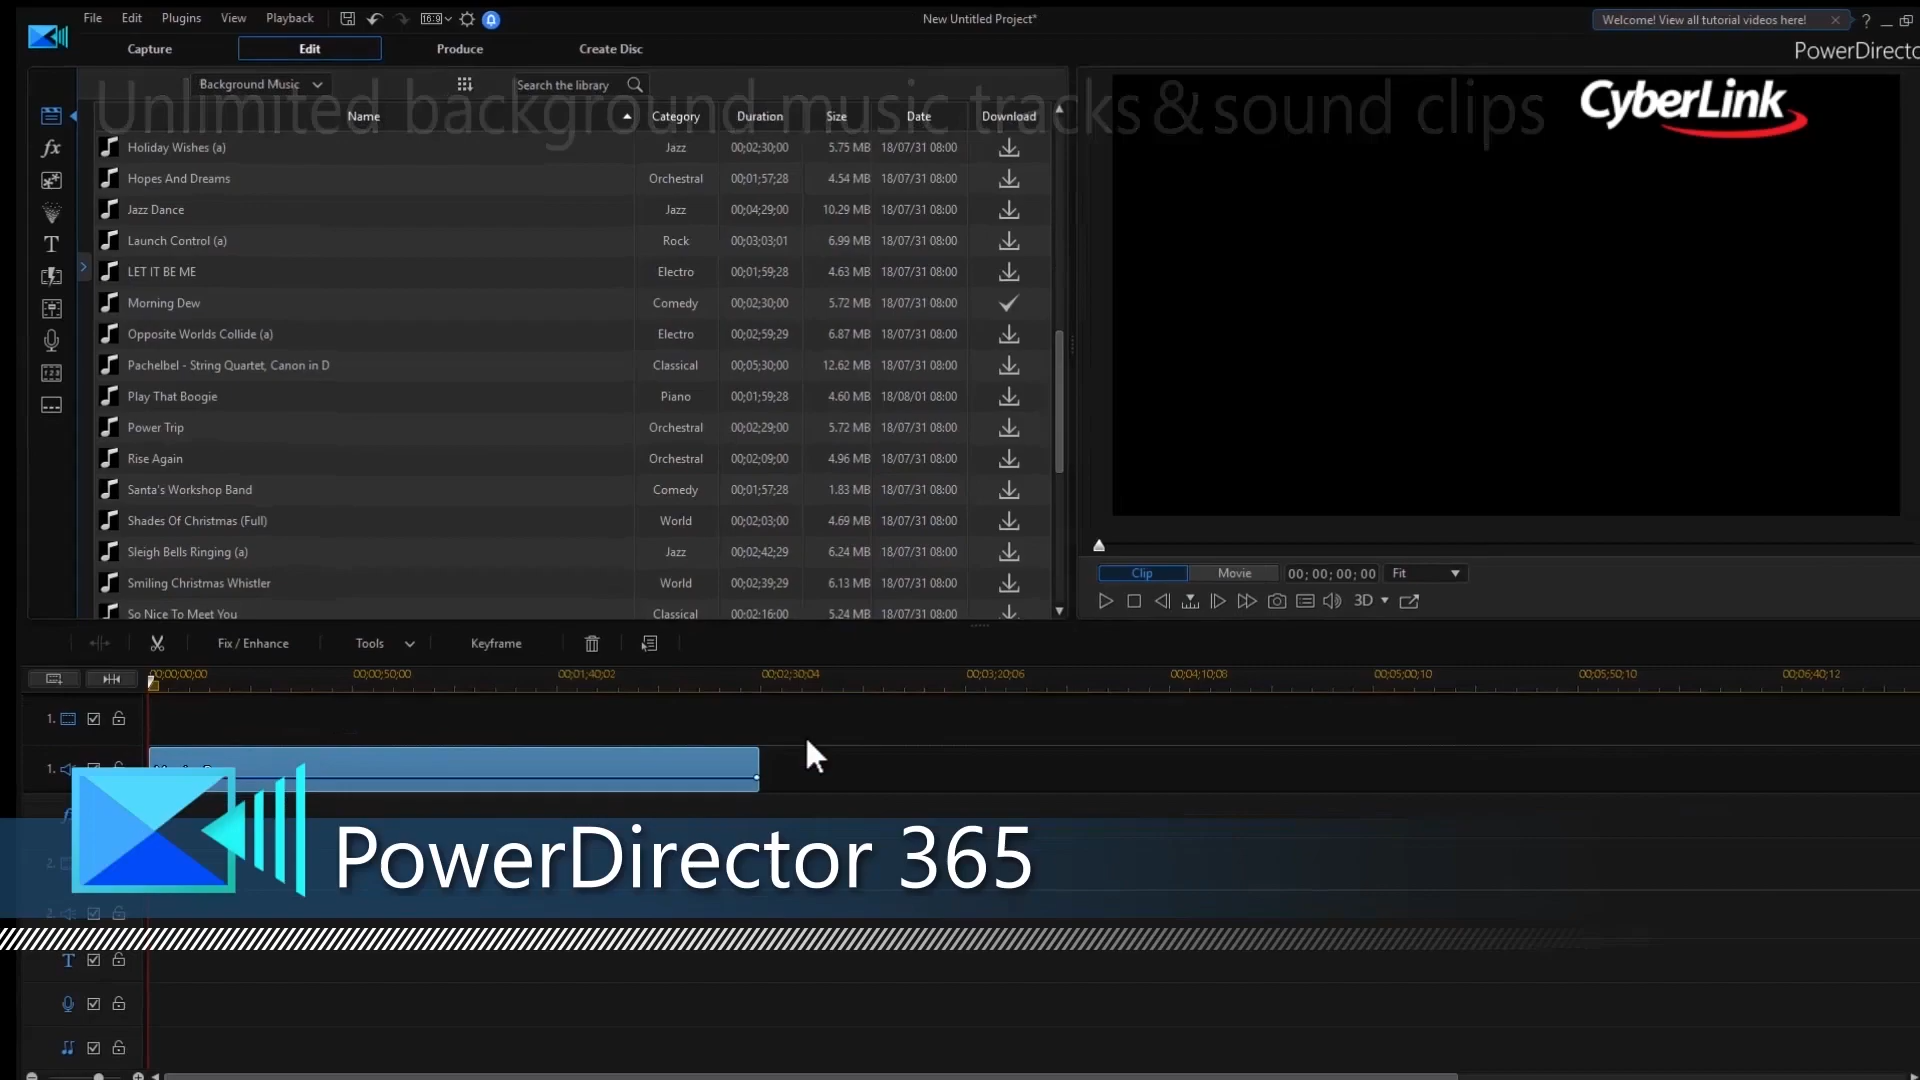 File Edit Plugins View Playback 16:9 New Untitled Project* Welcome! View all tutorial videos here! × ?
Capture Edit Produce Create Disc
Background Music Search the library
Unlimited background music tracks & sound clips
CyberLink
Name Category Duration Size Date Download
Holiday Wishes (a) Jazz 00;02;30;00 5.75 MB 18/07/31 08:00
Hopes And Dreams Orchestral 00;01;57;28 4.54 MB 18/07/31 08:00
Jazz Dance Jazz 00;04;29;00 10.29 MB 18/07/31 08:00
Launch Control (a) Rock 00;03;03;01 6.99 MB 18/07/31 08:00
LET IT BE ME Electro 00;01;59;28 4.63 MB 18/07/31 08:00
Morning Dew Comedy 00;02;30;00 5.72 MB 18/07/31 08:00
Opposite Worlds Collide (a) Electro 00;02;59;29 6.87 MB 18/07/31 08:00
Pachelbel - String Quartet, Canon in D Classical 00;05;30;00 12.62 MB 18/07/31 08:00
Play That Boogie Piano 00;01;59;28 4.60 MB 18/08/01 08:00
Power Trip Orchestral 00;02;29;00 5.72 MB 18/07/31 08:00
Rise Again Orchestral 00;02;09;00 4.96 MB 18/07/31 08:00
Santa's Workshop Band Comedy 00;01;57;28 1.83 MB 18/07/31 08:00
Shades Of Christmas (Full) World 00;02;03;00 4.69 MB 18/07/31 08:00
Sleigh Bells Ringing (a) Jazz 00;02;42;29 6.24 MB 18/07/31 08:00
Smiling Christmas Whistler World 00;02;39;29 6.13 MB 18/07/31 08:00
So Nice To Meet You Classical 00;02;16;00 5.24 MB 18/07/31 08:00
Clip Movie 00;00;00;00 Fit
3D
Fix / Enhance Tools Keyframe
00;00;00;00 00;00;50;00 00;01;40;02 00;02;30;04 00;03;20;06 00;04;10;08 00;05;00;10 00;05;50;10 00;06;40;12
1.
1.
PowerDirector 365
2.
2.
T